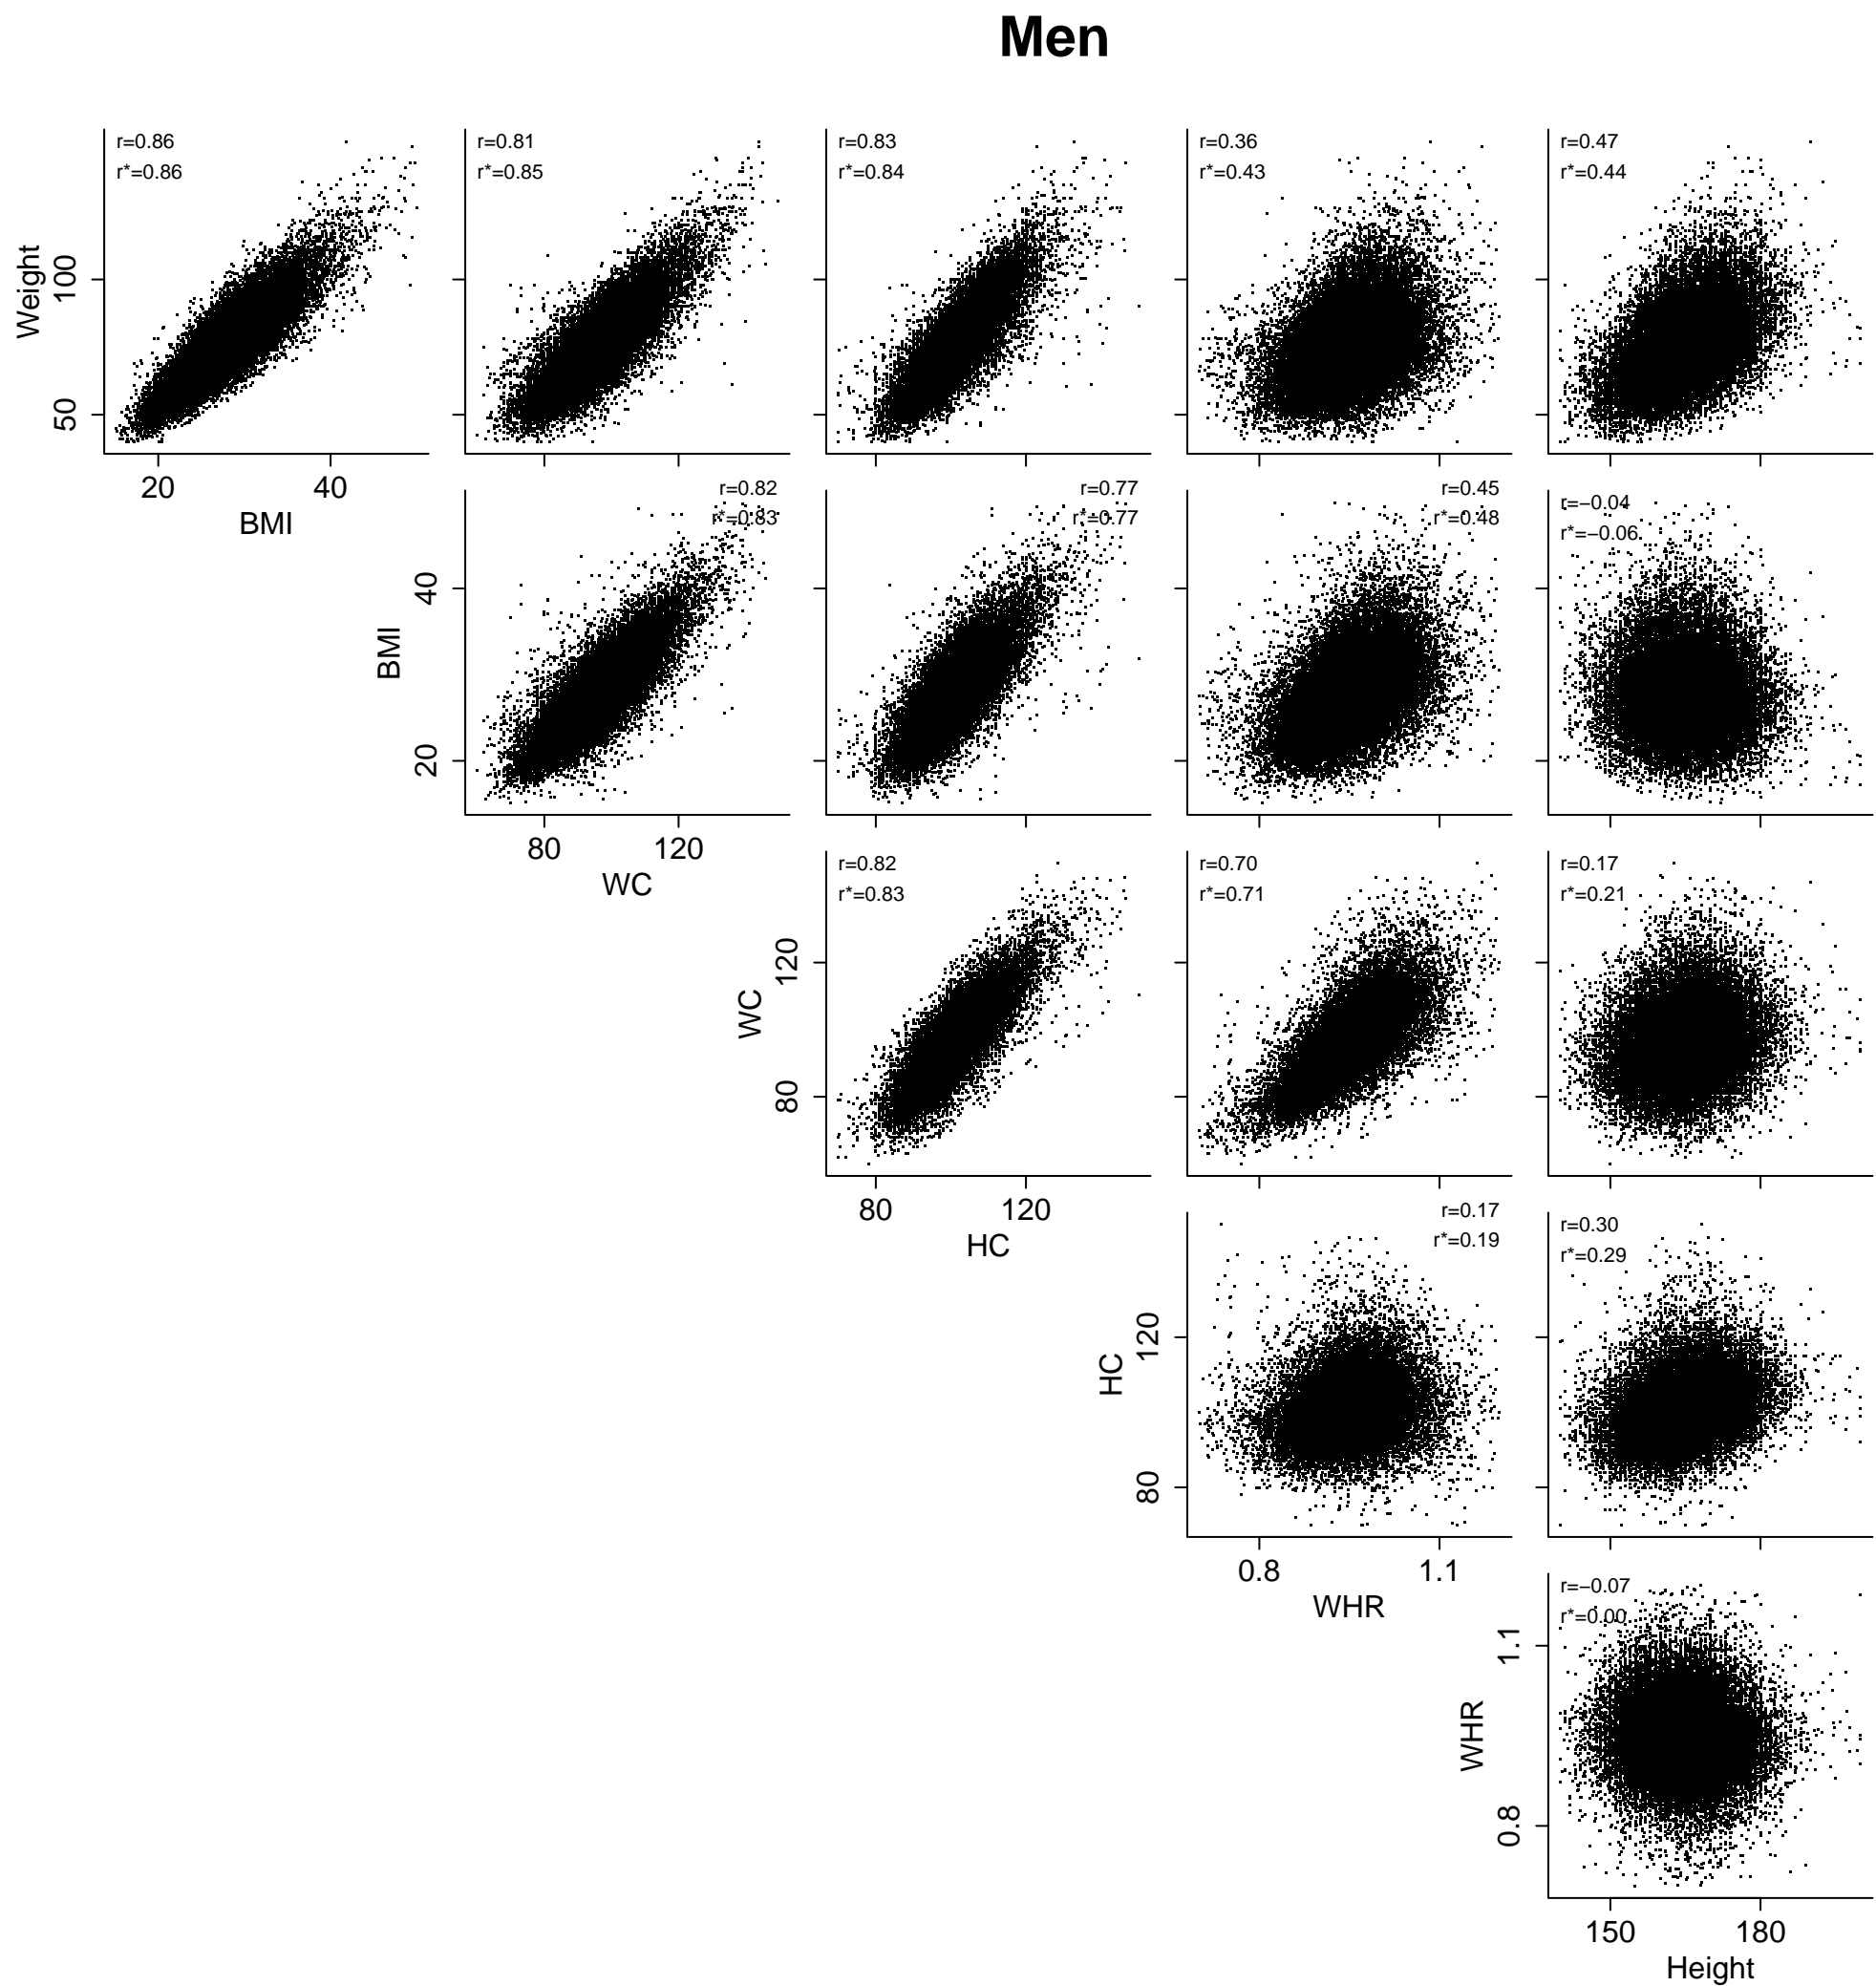 Men
r=0.86
r*=0.86
r=0.81
r*=0.85
r=0.83
r*=0.84
r=0.36
r*=0.43
r=0.47
r*=0.44
Weight
50
100
20
40
BMI
r=0.82
r*=0.83
r=0.77
r*=0.77
r=0.45
r*=0.48
r=−0.04
r*=−0.06
BMI
20
40
80
120
WC
r=0.82
r*=0.83
r=0.70
r*=0.71
r=0.17
r*=0.21
WC
80
120
80
120
HC
r=0.17
r*=0.19
r=0.30
r*=0.29
HC
80
120
0.8
1.1
WHR
r=−0.07
r*=0.00
WHR
0.8
1.1
150
180
Height